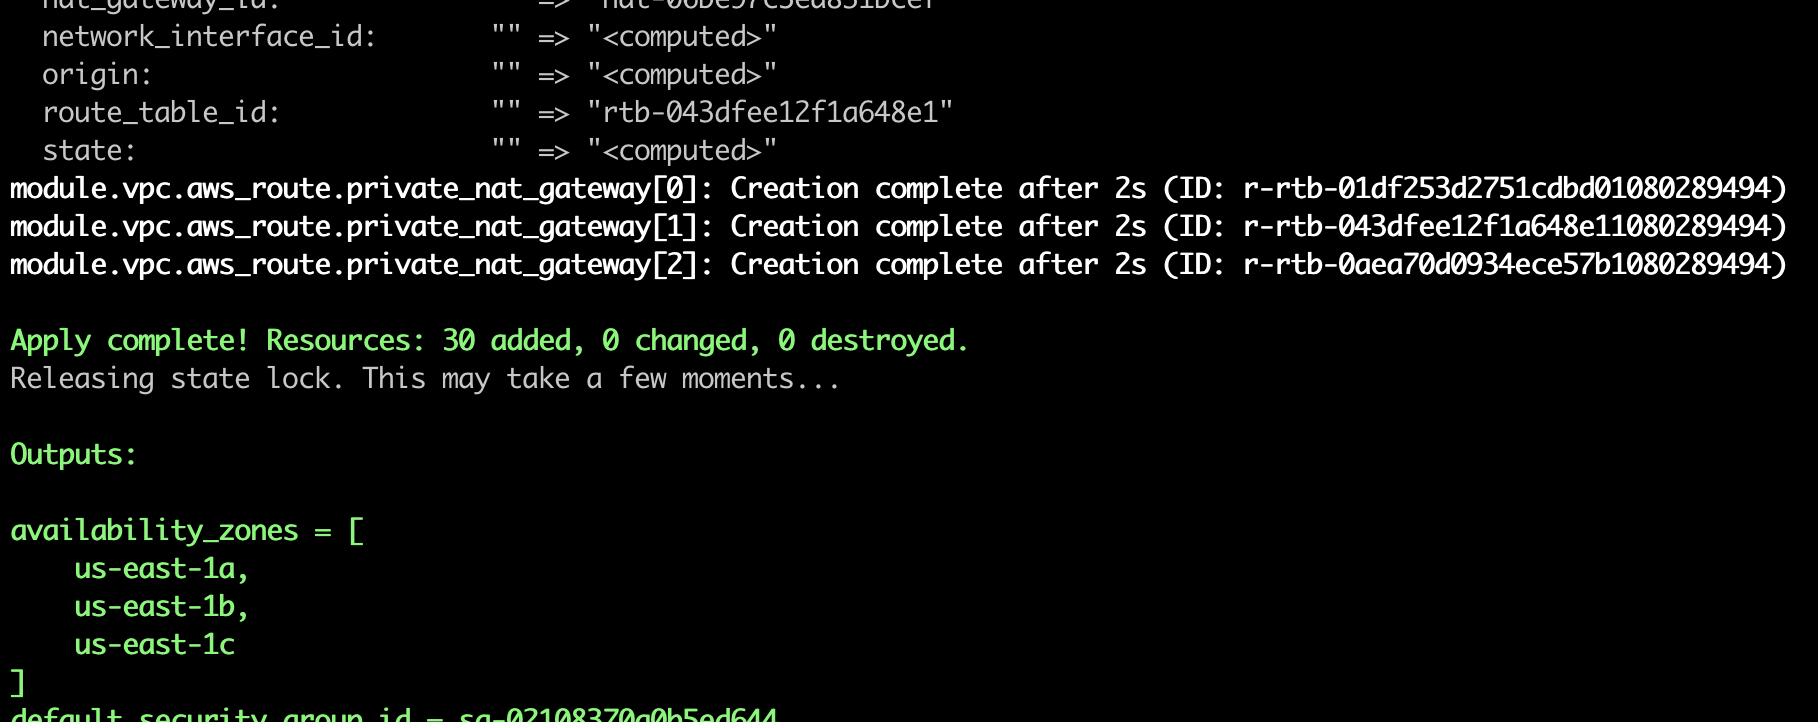 network_interface_id: "" => "<computed>"
origin: "" => "<computed>"
route_table_id: "" => "rtb-043dfee12f1a648e1"
state: "" => "<computed>"
module.vpc.aws_route.private_nat_gateway[0]: Creation complete after 2s (ID: r-rtb-01df253d2751cdbd01080289494)
module.vpc.aws_route.private_nat_gateway[1]: Creation complete after 2s (ID: r-rtb-043dfee12f1a648e11080289494)
module.vpc.aws_route.private_nat_gateway[2]: Creation complete after 2s (ID: r-rtb-0aea70d0934ece57b1080289494)
Apply complete! Resources: 30 added, 0 changed, 0 destroyed.
Releasing state lock. This may take a few moments...
Outputs:
availability_zones = [
us-east-1a,
us-east-1b,
us-east-1c
]
default_security_group_id =